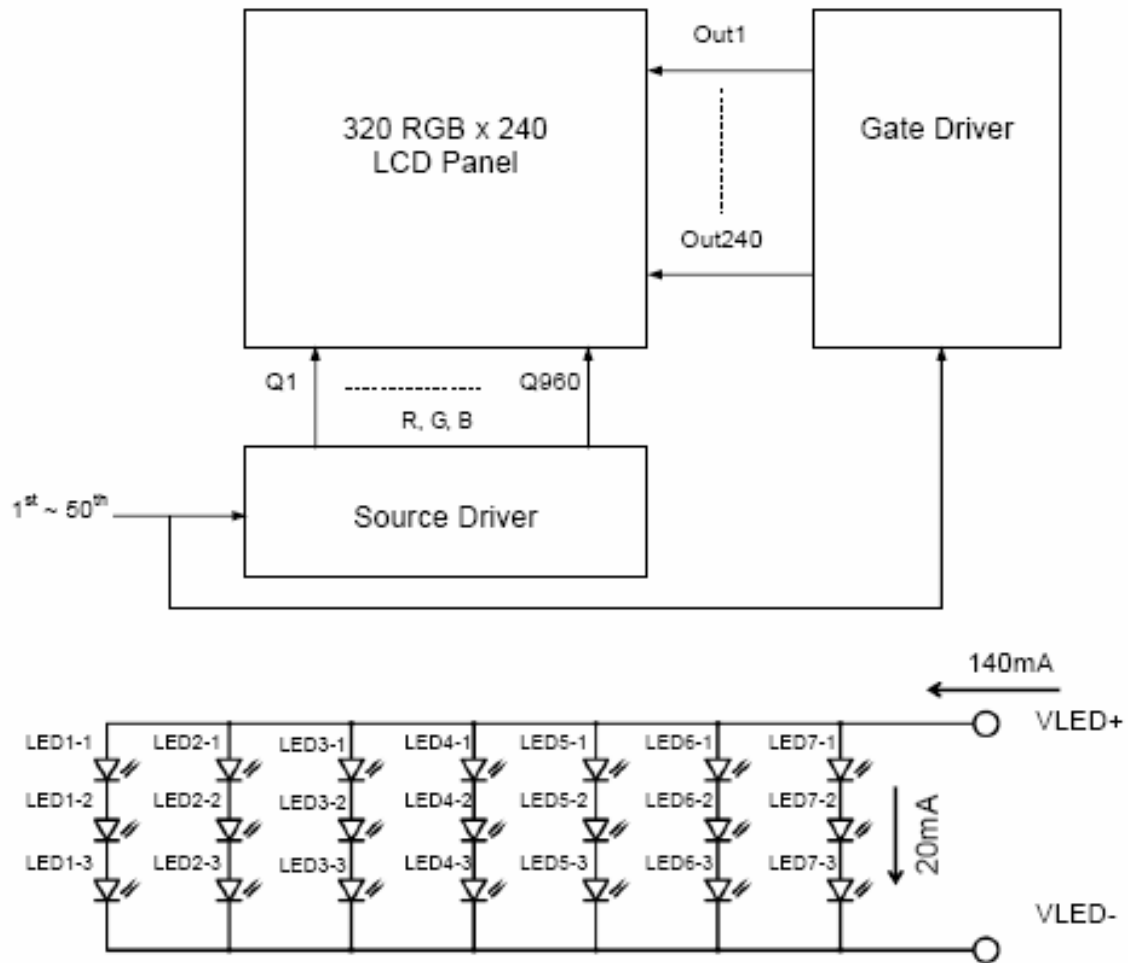 Out1
320 RGB x 240
LCD Panel
Gate Driver
Out240
Q1
Q960
R, G, B
1st ~ 50th
Source Driver
140mA
VLED+
LED1-1
LED2-1
LED3-1
LED4-1
LED5-1
LED6-1
LED7-1
LED1-2
LED2-2
LED3-2
LED4-2
LED5-2
LED6-2
LED7-2
20mA
LED1-3
LED2-3
LED3-3
LED4-3
LED5-3
LED6-3
LED7-3
VLED-